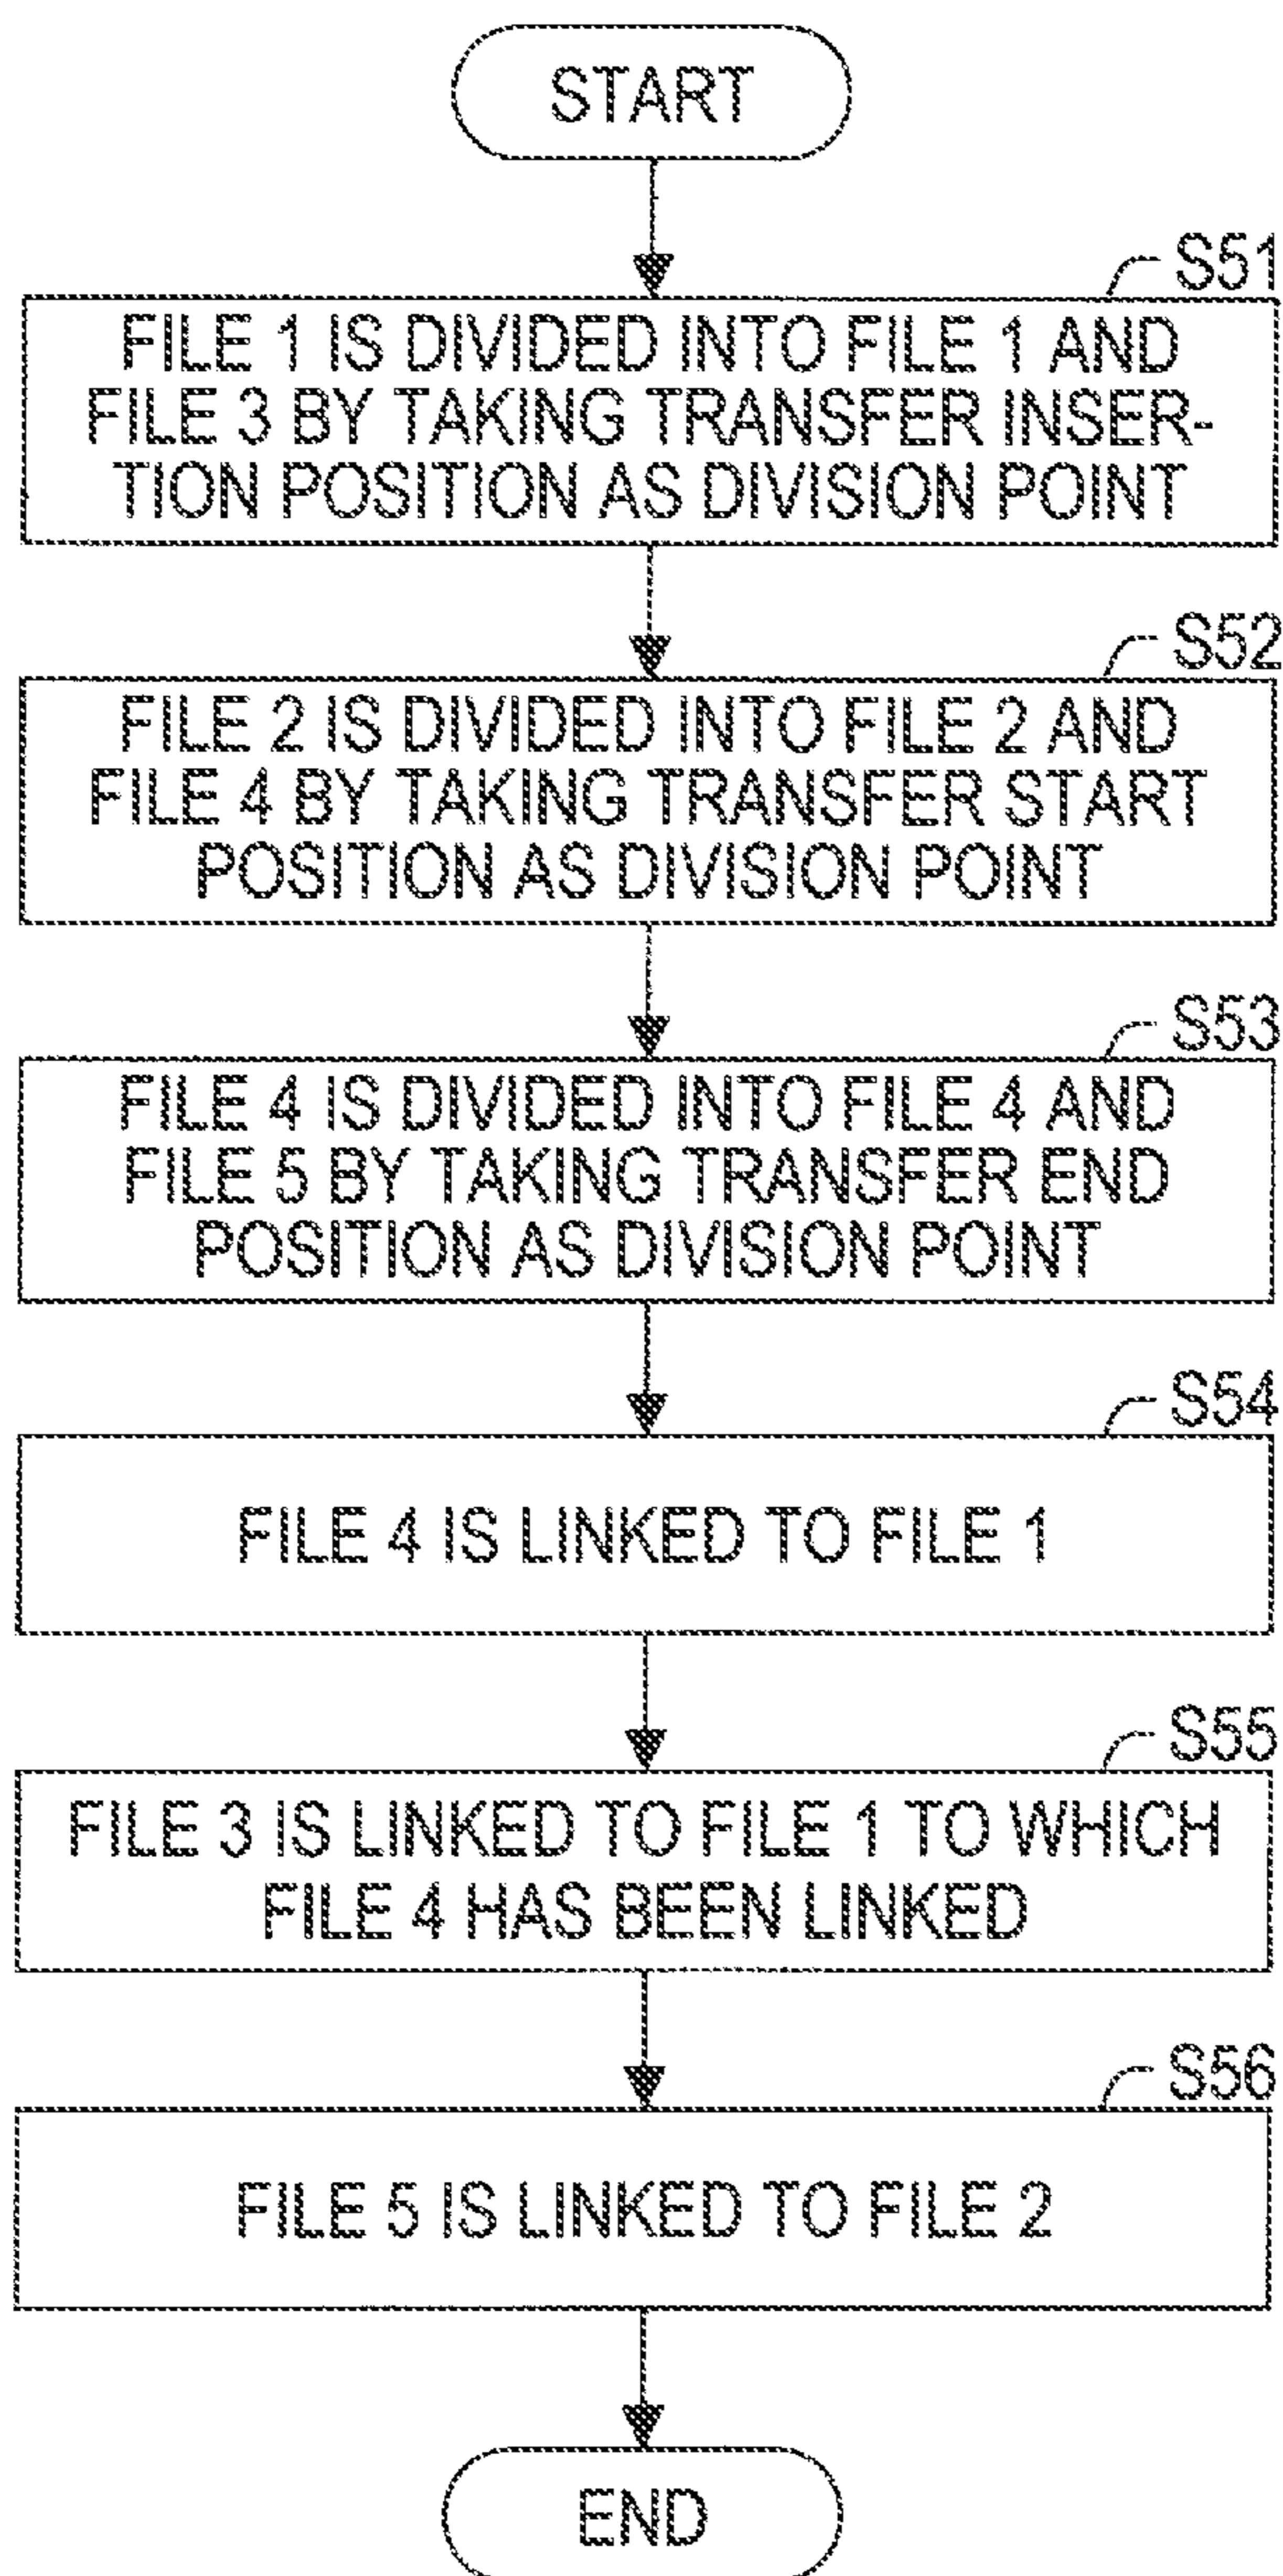 START
S51
FILE 1 IS DIVIDED INTO FILE 1 AND
FILE 3 BY TAKING TRANSFER INSER-
TION POSITION AS DIVISION POINT
S52
FILE 2 IS DIVIDED INTO FILE 2 AND
FILE 4 BY TAKING TRANSFER START
POSITION AS DIVISION POINT
S53
FILE 4 IS DIVIDED INTO FILE 4 AND
FILE 5 BY TAKING TRANSFER END
POSITION AS DIVISION POINT
S54
FILE 4 IS LINKED TO FILE 1
S55
FILE 3 IS LINKED TO FILE 1 TO WHICH
FILE 4 HAS BEEN LINKED
S56
FILE 5 IS LINKED TO FILE 2
END